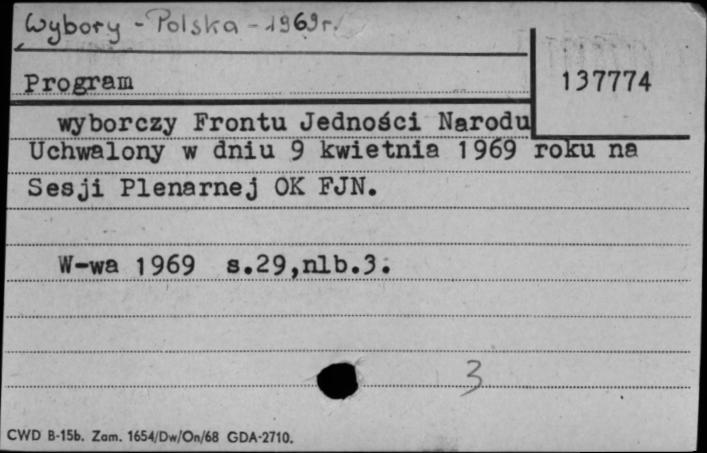 Wybory - Polska - 1969r.
Program
137774
wyborczy Frontu Jedności Narodu
Uchwalony w dniu 9 kwietnia 1969 roku na
Sesji Plenarnej OK FJN.
W-wa 1969 s.29,nlb.3.
3
CWD B-15b. Zam. 1654/Dw/On/68 GDA-2710.